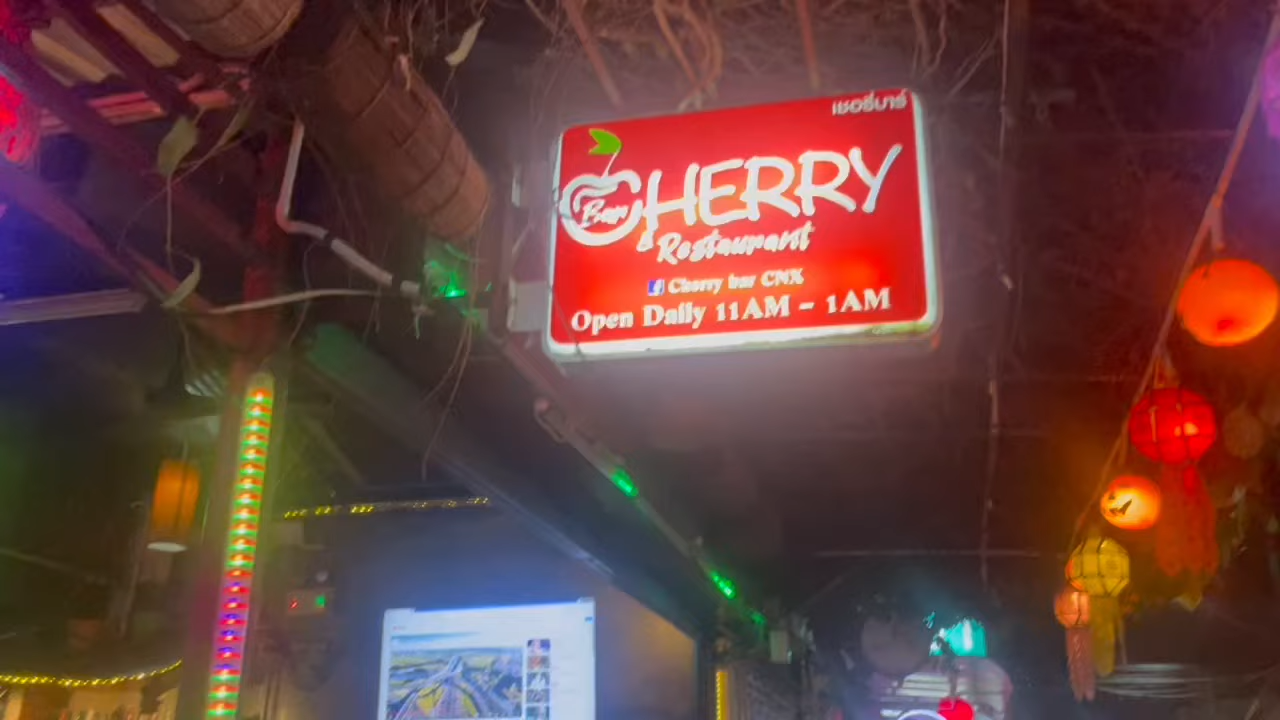 เชอรี่บาร์
CHERRY
Bar
& Restaurant
Cherry bar CNX
Open Daily 11AM - 1AM